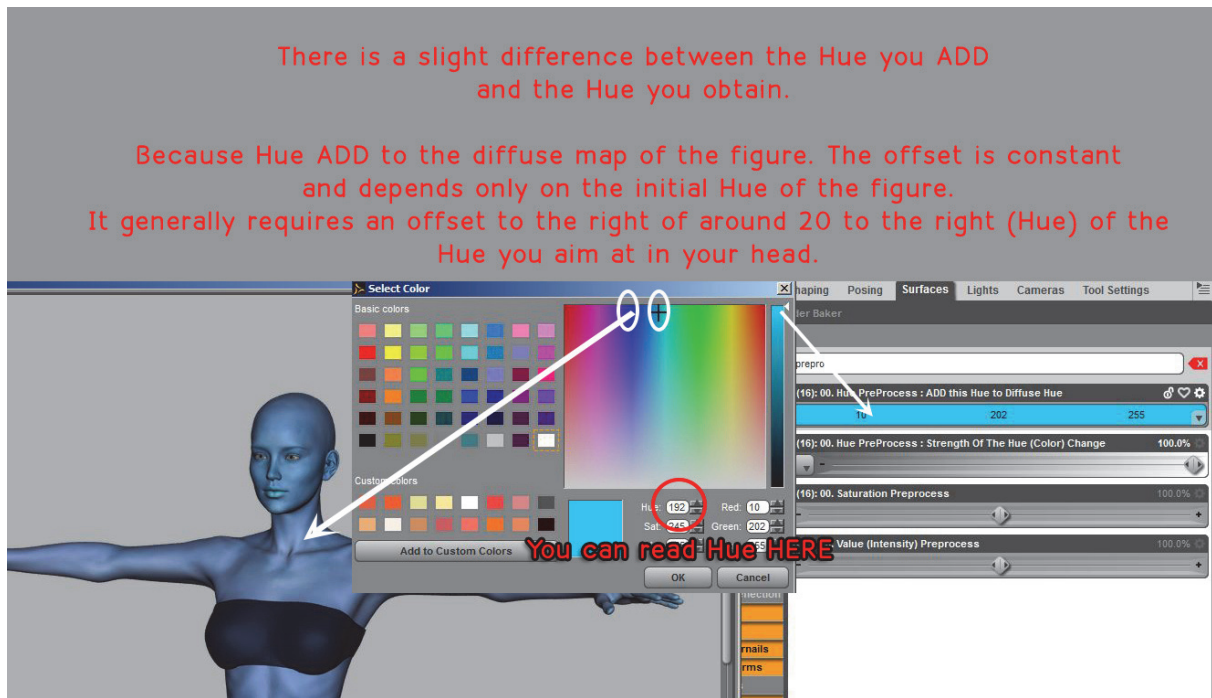 There is a slight difference between the Hue you ADD
and the Hue you obtain.
Because Hue ADD to the diffuse map of the figure. The offset is constant
and depends only on the initial Hue of the figure.
It generally requires an offset to the right of around 20 to the right (Hue) of the
Hue you aim at in your head.
Select Color
Basic colors
Custom colors
Add to Custom Colors
Hue: 192 Red: 10
Sat: 245 Green: 202
You can read Hue HERE
OK Cancel
haping Posing Surfaces Lights Cameras Tool Settings
ler Baker
prepro
(16): 00. Hue PreProcess : ADD this Hue to Diffuse Hue
10 202 255
(16): 00. Hue PreProcess : Strength Of The Hue (Color) Change 100.0%
(16): 00. Saturation Preprocess 100.0%
Value (Intensity) Preprocess 100.0%
nection
rnails
rms